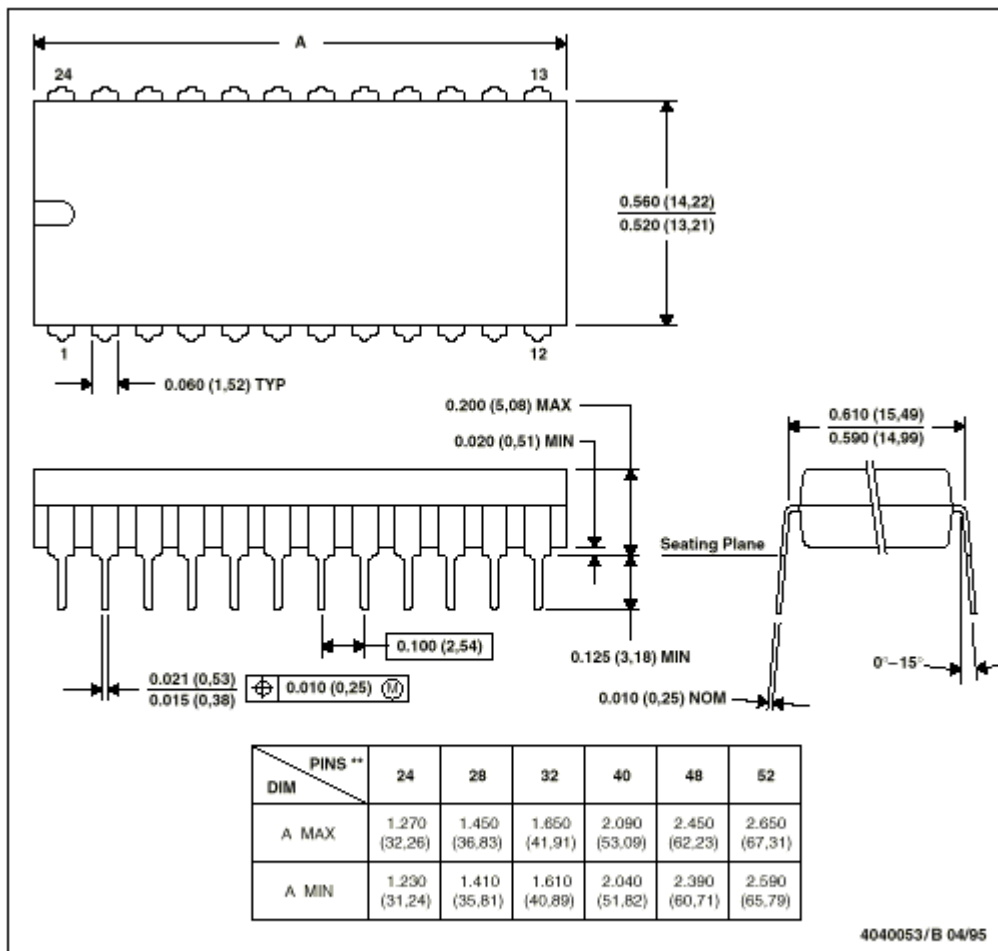 A
24 13
0.560 (14,22)
0.520 (13,21)
1 12
0.060 (1,52) TYP
0.200 (5,08) MAX
0.020 (0,51) MIN
0.610 (15,49)
0.590 (14,99)
Seating Plane
0.100 (2,54)
0.125 (3,18) MIN
0°–15°
0.021 (0,53)
0.015 (0,38)
0.010 (0,25) M
0.010 (0,25) NOM
PINS ** 24 28 32 40 48 52
DIM
A MAX 1.270 (32,26) 1.450 (36,83) 1.650 (41,91) 2.090 (53,09) 2.450 (62,23) 2.650 (67,31)
A MIN 1.230 (31,24) 1.410 (35,81) 1.610 (40,89) 2.040 (51,82) 2.390 (60,71) 2.590 (65,79)
4040053/B 04/95